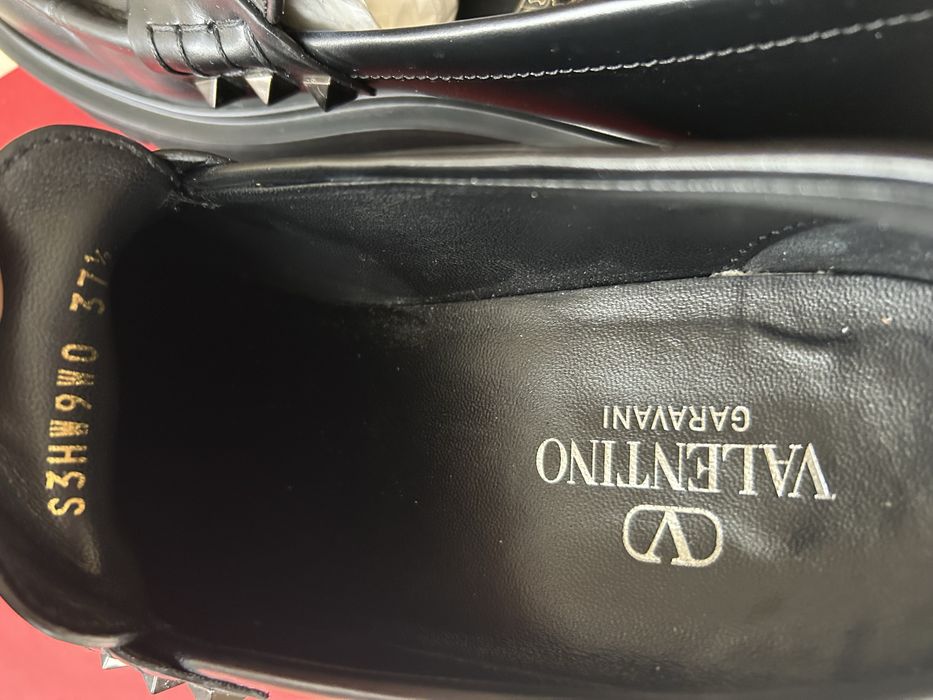 S3HW9W0 37½
VALENTINO
GARAVANI